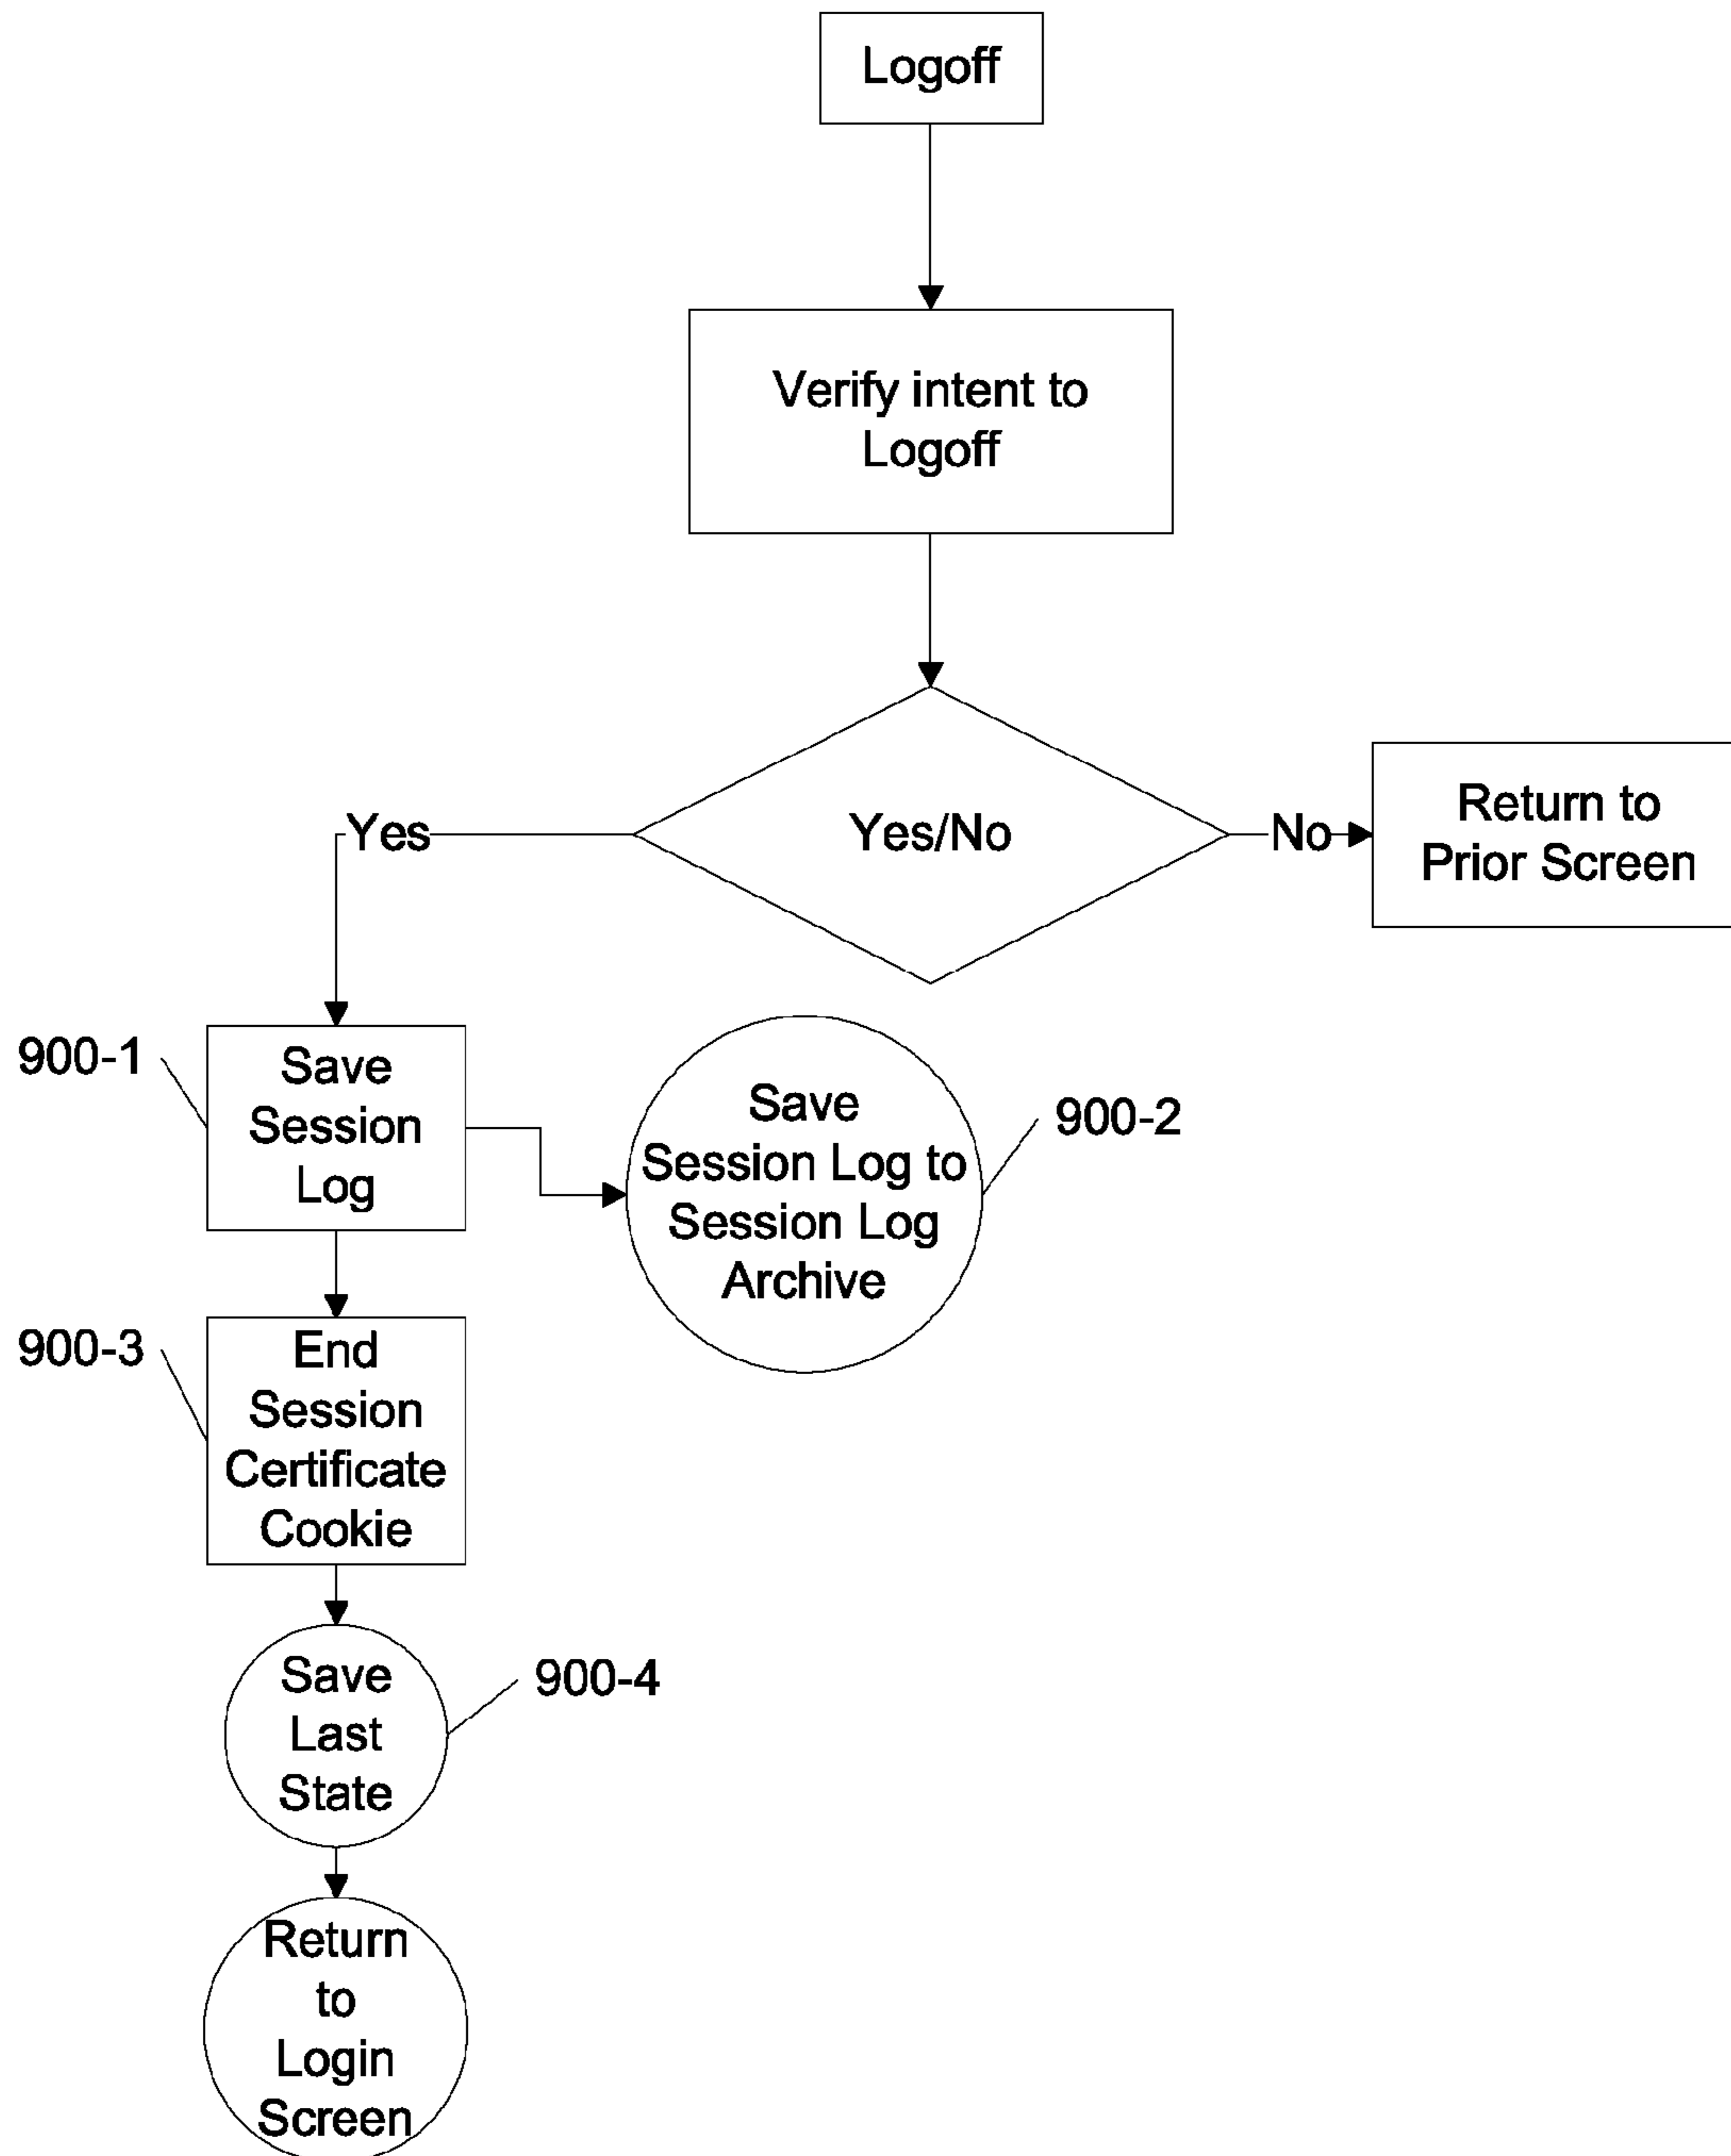 Logoff
Verify intent to
Logoff
Yes
Yes/No
No
Return to
Prior Screen
900-1
Save
Session
Log
Save
Session Log to
Session Log
Archive
900-2
900-3
End
Session
Certificate
Cookie
Save
Last
State
900-4
Return
to
Login
Screen